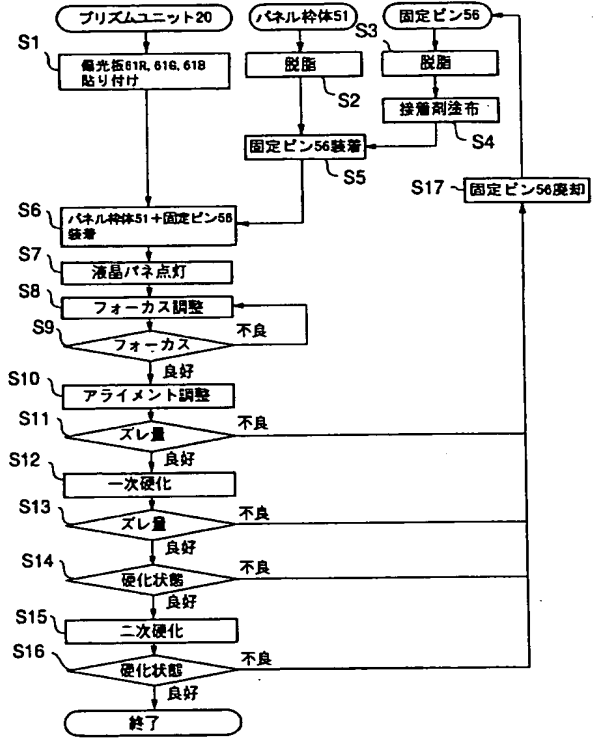 プリズムユニット20
パネル枠体51
固定ピン56
S1
偏光板61R、61G、61B
貼り付け
脱脂
S2
S3
脱脂
接着剤塗布
S4
固定ピン56装着
S5
S17
固定ピン56廃却
S6
パネル枠体51+固定ピン56
装着
S7
液晶パネ点灯
S8
フォーカス調整
S9
フォーカス
不良
良好
S10
アライメント調整
S11
ズレ量
不良
良好
S12
一次硬化
S13
ズレ量
不良
良好
S14
硬化状態
不良
良好
S15
二次硬化
S16
硬化状態
不良
良好
終了